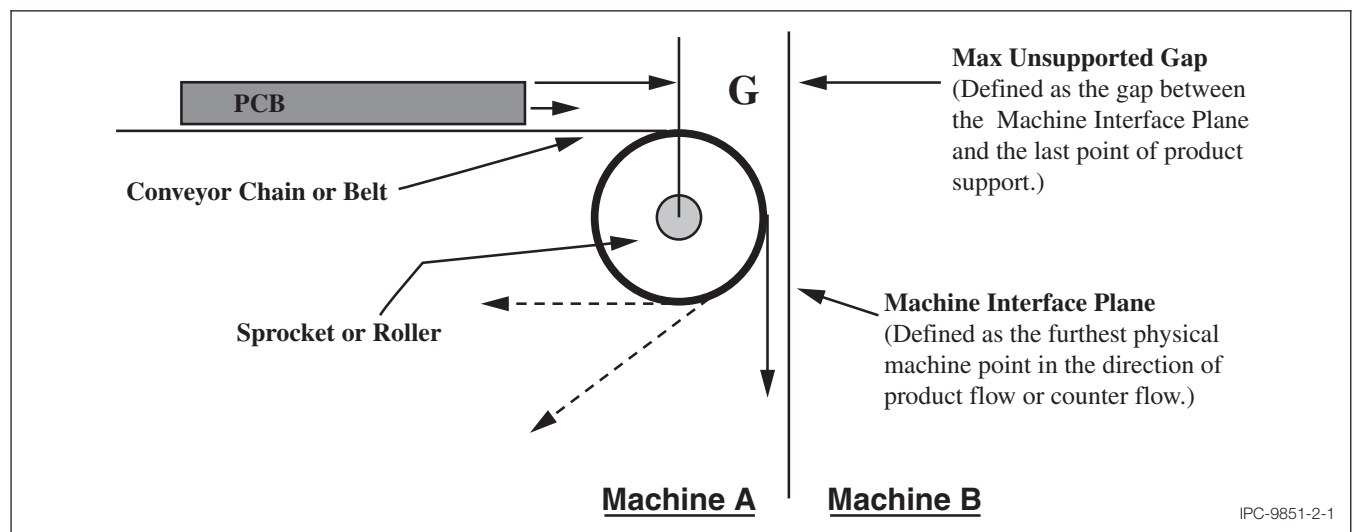 PCB
G
Max Unsupported Gap
(Defined as the gap between
the Machine Interface Plane
and the last point of product
support.)
Conveyor Chain or Belt
Sprocket or Roller
Machine Interface Plane
(Defined as the furthest physical
machine point in the direction of
product flow or counter flow.)
Machine A
Machine B
IPC-9851-2-1